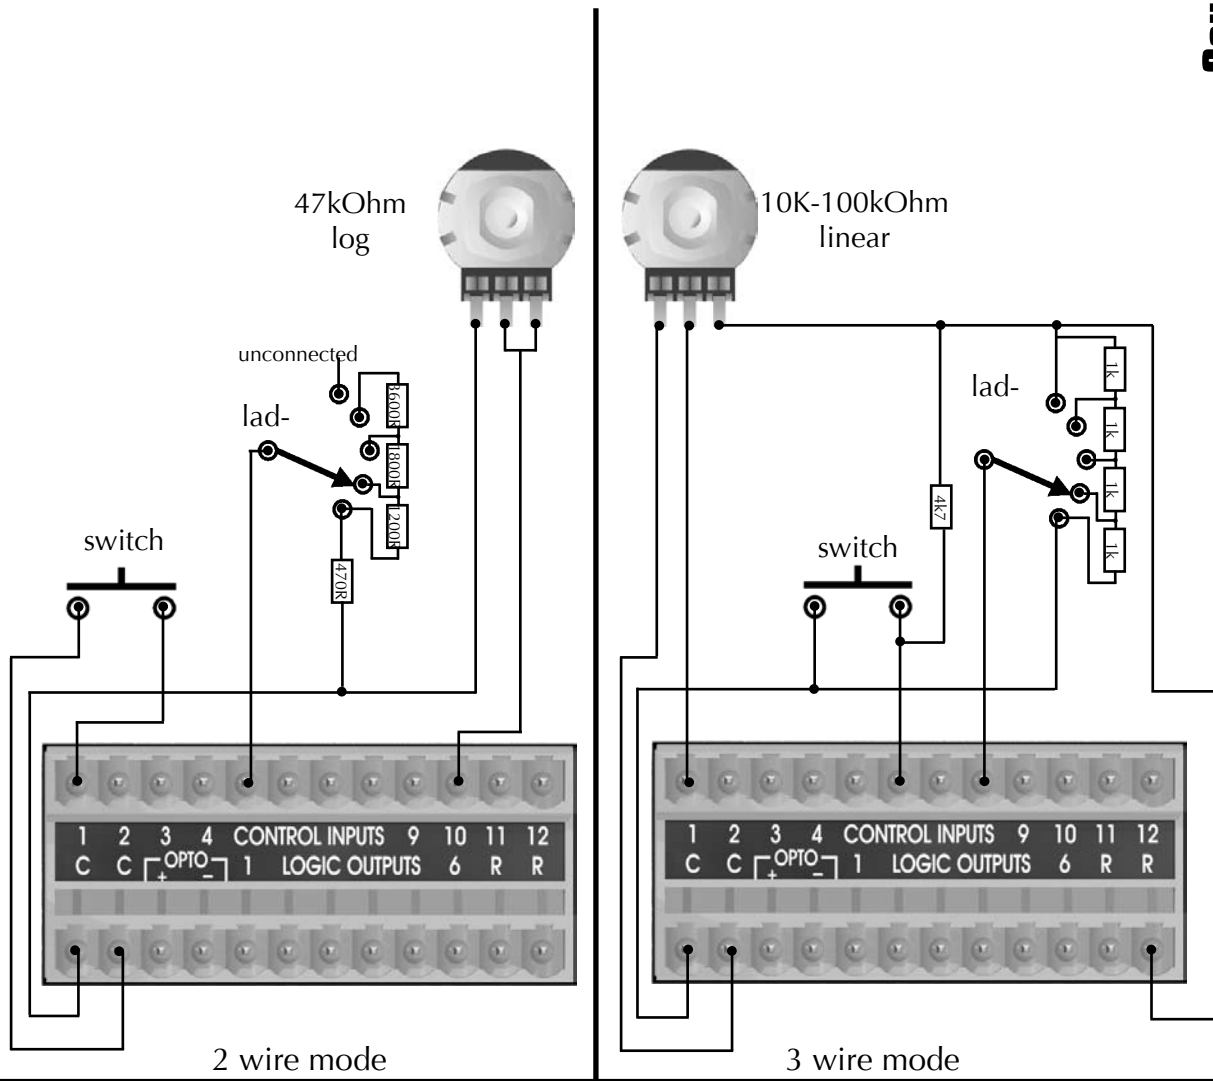 47kOhm
log
10K-100kOhm
linear
unconnected
lad-
3600R
1800R
1200R
470R
switch
lad-
1k
1k
1k
1k
4k7
switch
1 2 3 4 CONTROL INPUTS 9 10 11 12
C C OPTO 1 LOGIC OUTPUTS 6 R R
+ –
1 2 3 4 CONTROL INPUTS 9 10 11 12
C C OPTO 1 LOGIC OUTPUTS 6 R R
+ –
2 wire mode
3 wire mode